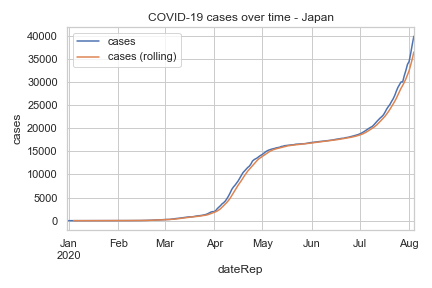 COVID-19 cases over time - Japan
cases
cases (rolling)
40000
35000
30000
25000
20000
15000
10000
5000
0
cases
Jan Feb Mar Apr May Jun Jul Aug
2020
dateRep